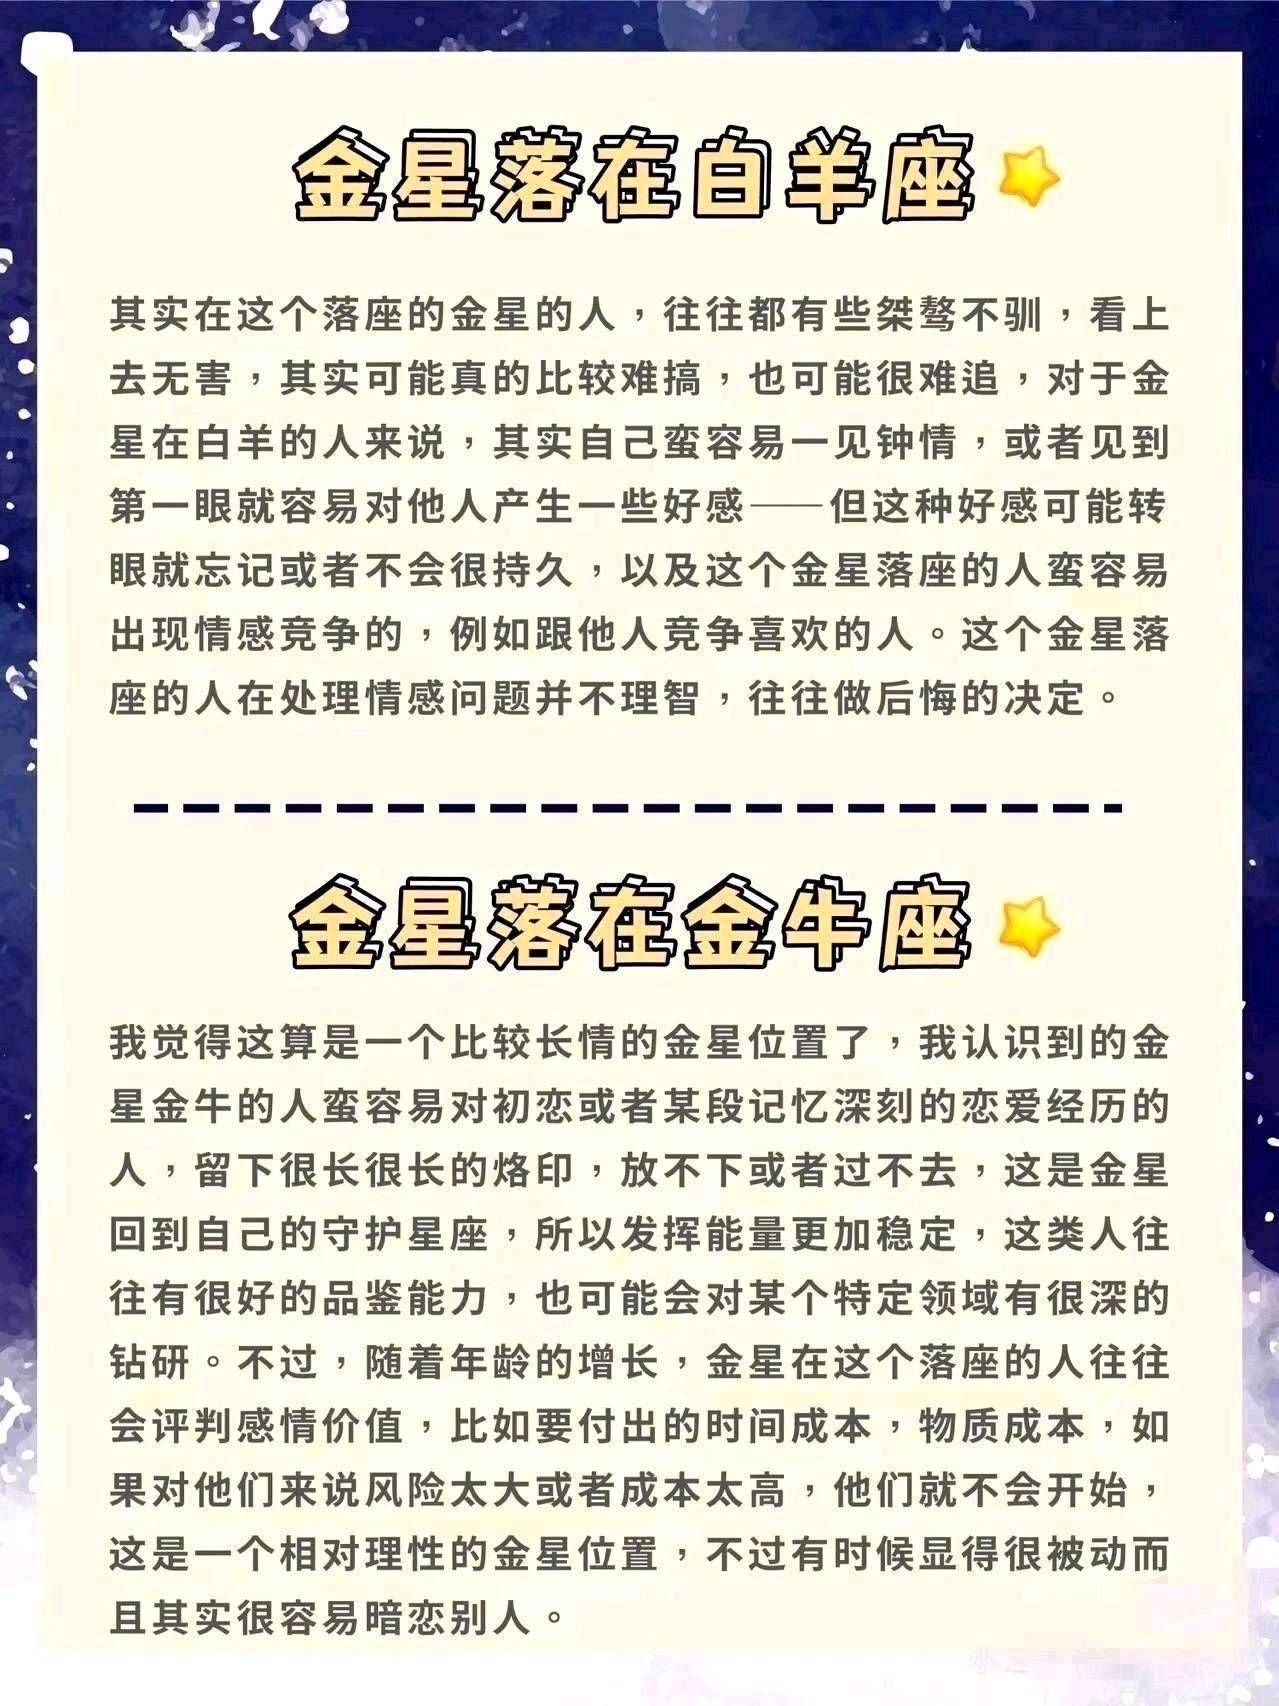 金星落在白羊座
其实在这个落座的金星的人，往往都有些桀骜不驯，看上
去无害，其实可能真的比较难搞，也可能很难追，对于金
星在白羊的人来说，其实自己蛮容易一见钟情，或者见到
第一眼就容易对他人产生一些好感——但这种好感可能转
眼就忘记或者不会很持久，以及这个金星落座的人蛮容易
出现情感竞争的，例如跟他人竞争喜欢的人。这个金星落
座的人在处理情感问题并不理智，往往做后悔的决定。
金星落在金牛座
我觉得这算是一个比较长情的金星位置了，我认识到的金
星金牛的人蛮容易对初恋或者某段记忆深刻的恋爱经历的
人，留下很长很长的烙印，放不下或者过不去，这是金星
回到自己的守护星座，所以发挥能量更加稳定，这类人往
往有很好的品鉴能力，也可能会对某个特定领域有很深的
钻研。不过，随着年龄的增长，金星在这个落座的人往往
会评判感情价值，比如要付出的时间成本，物质成本，如
果对他们来说风险太大或者成本太高，他们就不会开始，
这是一个相对理性的金星位置，不过有时候显得很被动而
且其实很容易暗恋别人。
小